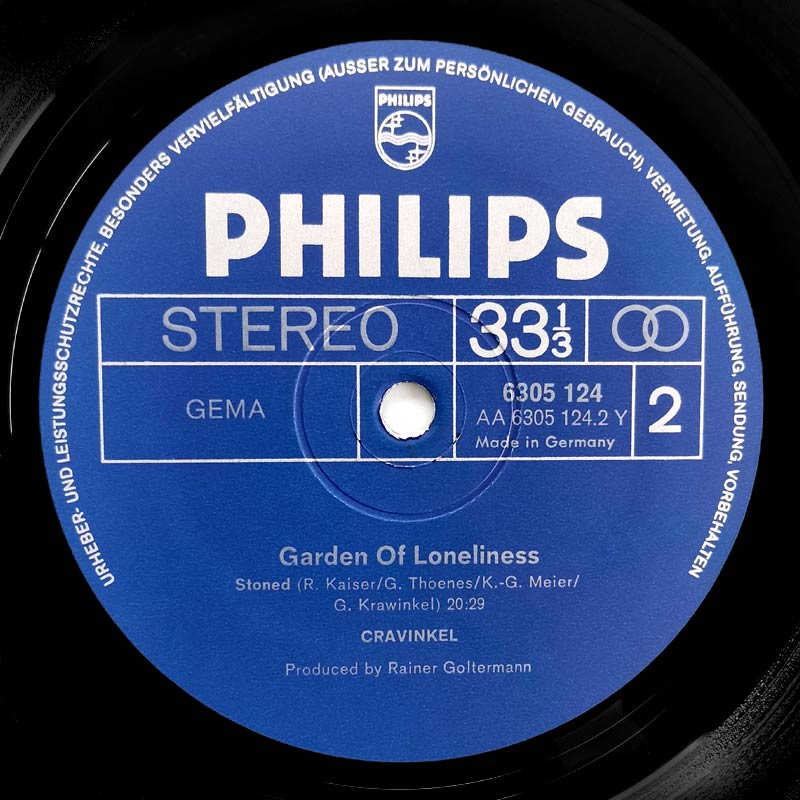 URHEBER- UND LEISTUNGSSCHUTZRECHTE, BESONDERS VERVIELFÄLTIGUNG (AUSSER ZUM PERSÖNLICHEN GEBRAUCH), VERMIETUNG, AUFFÜHRUNG, SENDUNG, VORBEHALTEN
PHILIPS
PHILIPS
STEREO 33⅓
GEMA
6305 124
AA 6305 124.2 Y
Made in Germany
2
Garden Of Loneliness
Stoned (R. Kaiser/G. Thoenes/K.-G. Meier/
G. Krawinkel) 20:29
CRAVINKEL
Produced by Rainer Goltermann